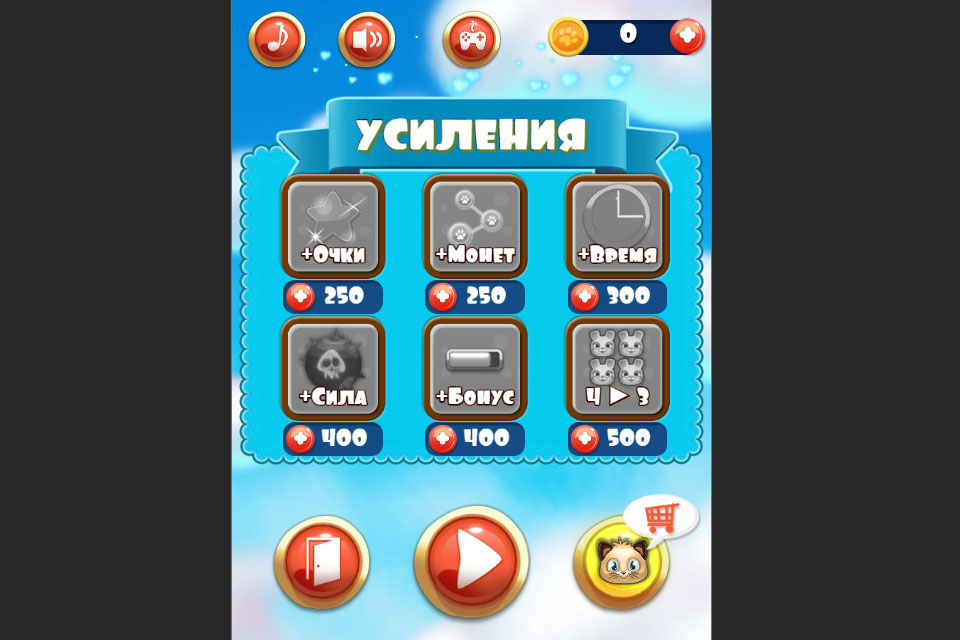 0
УСИЛЕНИЯ
+Очки
+Монет
+Время
250
250
300
+Сила
+Бонус
4 ▶ 3
400
400
500